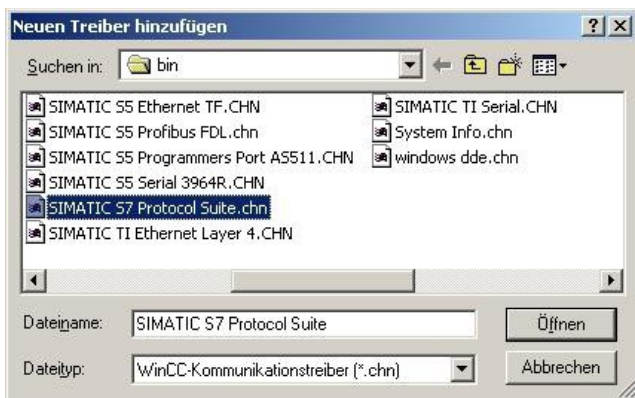 Neuen Treiber hinzufügen
Suchen in: bin
SIMATIC S5 Ethernet TF.CHN
SIMATIC S5 Profibus FDL.chn
SIMATIC S5 Programmers Port AS511.CHN
SIMATIC S5 Serial 3964R.CHN
SIMATIC S7 Protocol Suite.chn
SIMATIC TI Ethernet Layer 4.CHN
SIMATIC TI Serial.CHN
System Info.chn
windows dde.chn
Dateiname: SIMATIC S7 Protocol Suite Öffnen
Dateityp: WinCC-Kommunikationstreiber (*.chn) Abbrechen